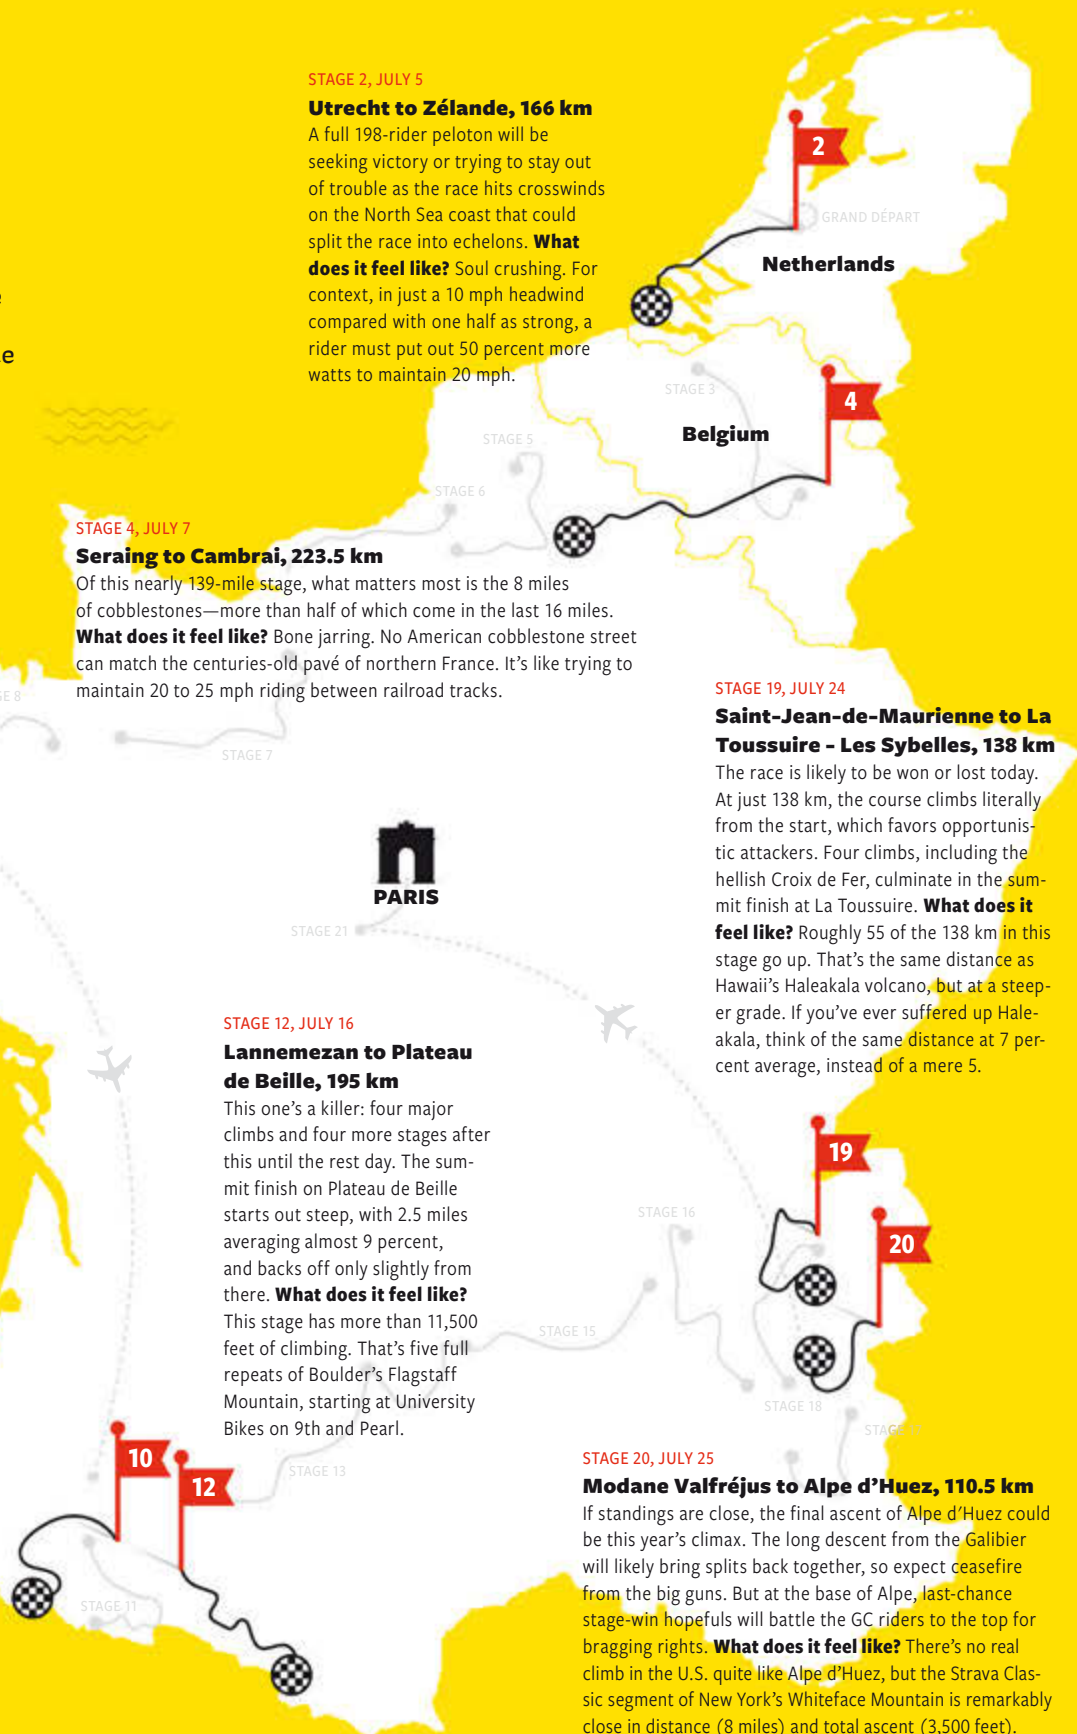 STAGE 2, JULY 5
Utrecht to Zélande, 166 km
A full 198-rider peloton will be
seeking victory or trying to stay out
of trouble as the race hits crosswinds
on the North Sea coast that could
split the race into echelons. What
does it feel like? Soul crushing. For
context, in just a 10 mph headwind
compared with one half as strong, a
rider must put out 50 percent more
watts to maintain 20 mph.
2
GRAND DÉPART
Netherlands
e
STAGE 3
4
Belgium
STAGE 5
STAGE 6
STAGE 4, JULY 7
Seraing to Cambrai, 223.5 km
Of this nearly 139-mile stage, what matters most is the 8 miles
of cobblestones—more than half of which come in the last 16 miles.
What does it feel like? Bone jarring. No American cobblestone street
can match the centuries-old pavé of northern France. It's like trying to
maintain 20 to 25 mph riding between railroad tracks.
GE 8
STAGE 7
STAGE 19, JULY 24
Saint-Jean-de-Maurienne to La
Toussuire - Les Sybelles, 138 km
The race is likely to be won or lost today.
At just 138 km, the course climbs literally
from the start, which favors opportunis-
tic attackers. Four climbs, including the
hellish Croix de Fer, culminate in the sum-
mit finish at La Toussuire. What does it
feel like? Roughly 55 of the 138 km in this
stage go up. That's the same distance as
Hawaii's Haleakala volcano, but at a steep-
er grade. If you've ever suffered up Hale-
akala, think of the same distance at 7 per-
cent average, instead of a mere 5.
PARIS
STAGE 21
STAGE 12, JULY 16
Lannemezan to Plateau
de Beille, 195 km
This one's a killer: four major
climbs and four more stages after
this until the rest day. The sum-
mit finish on Plateau de Beille
starts out steep, with 2.5 miles
averaging almost 9 percent,
and backs off only slightly from
there. What does it feel like?
This stage has more than 11,500
feet of climbing. That's five full
repeats of Boulder's Flagstaff
Mountain, starting at University
Bikes on 9th and Pearl.
19
STAGE 16
20
STAGE 15
STAGE 18
STAGE 17
10
12
STAGE 13
STAGE 11
STAGE 20, JULY 25
Modane Valfréjus to Alpe d'Huez, 110.5 km
If standings are close, the final ascent of Alpe d'Huez could
be this year's climax. The long descent from the Galibier
will likely bring splits back together, so expect ceasefire
from the big guns. But at the base of Alpe, last-chance
stage-win hopefuls will battle the GC riders to the top for
bragging rights. What does it feel like? There's no real
climb in the U.S. quite like Alpe d'Huez, but the Strava Clas-
sic segment of New York's Whiteface Mountain is remarkably
close in distance (8 miles) and total ascent (3,500 feet).